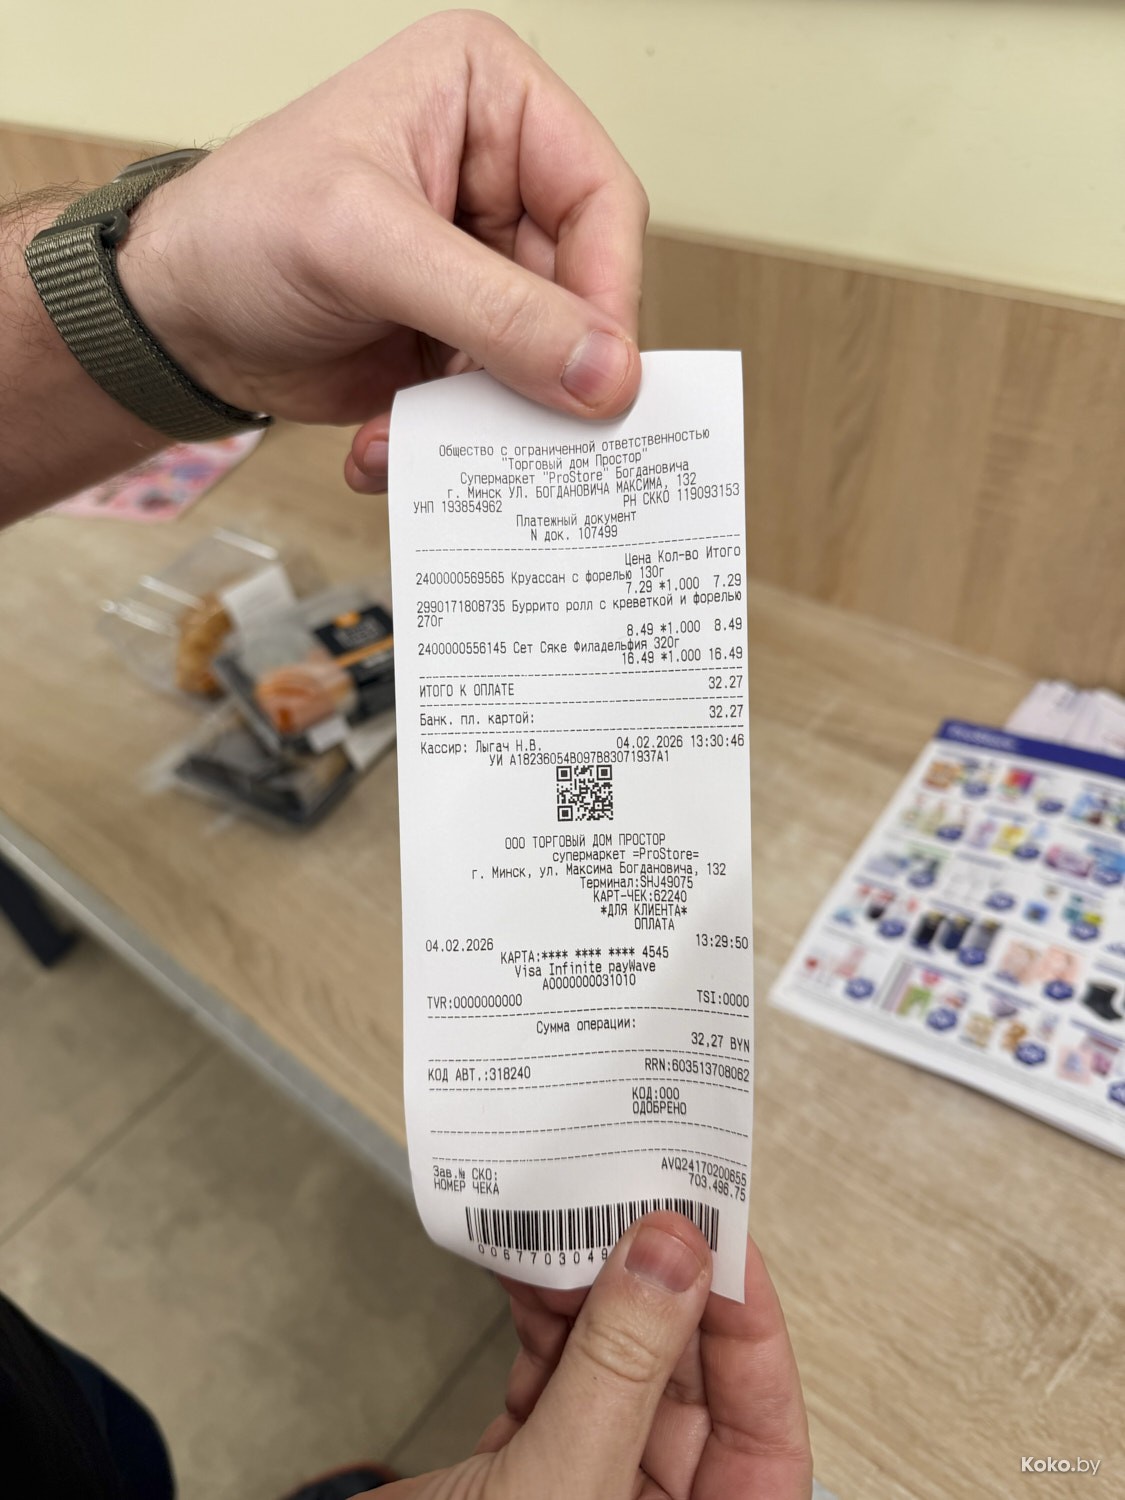 Общество с ограниченной ответственностью
"Торговый дом Простор"
Супермаркет "ProStore" Богдановича
г. Минск УЛ. БОГДАНОВИЧА МАКСИМА, 132
УНП 193854962 РН СККО 119093153
Платежный документ
N док. 107499
Цена Кол-во Итого
2400000569565 Круассан с форелью 130г
7.29 *1.000 7.29
2990171808735 Буррито ролл с креветкой и форелью
270г
8.49 *1.000 8.49
2400000556145 Сет Сяке Филадельфия 320г
16.49 *1.000 16.49
ИТОГО К ОПЛАТЕ 32.27
Банк. пл. картой: 32.27
Кассир: Лыгач Н.В. 04.02.2026 13:30:46
УИ A18236054B097B83071937A1
ООО ТОРГОВЫЙ ДОМ ПРОСТОР
супермаркет =ProStore=
г. Минск, ул. Максима Богдановича, 132
Терминал:SHJ49075
КАРТ-ЧЕК:62240
*ДЛЯ КЛИЕНТА*
ОПЛАТА
04.02.2026 13:29:50
КАРТА:**** **** **** 4545
Visa Infinite payWave
A0000000031010
TVR:0000000000 TSI:0000
Сумма операции:
32,27 BYN
КОД АВТ.:318240 RRN:603513708062
КОД:000
ОДОБРЕНО
Зав.№ СКО: AVQ24170200655
НОМЕР ЧЕКА 703.496.75
0067703049
Koko.by